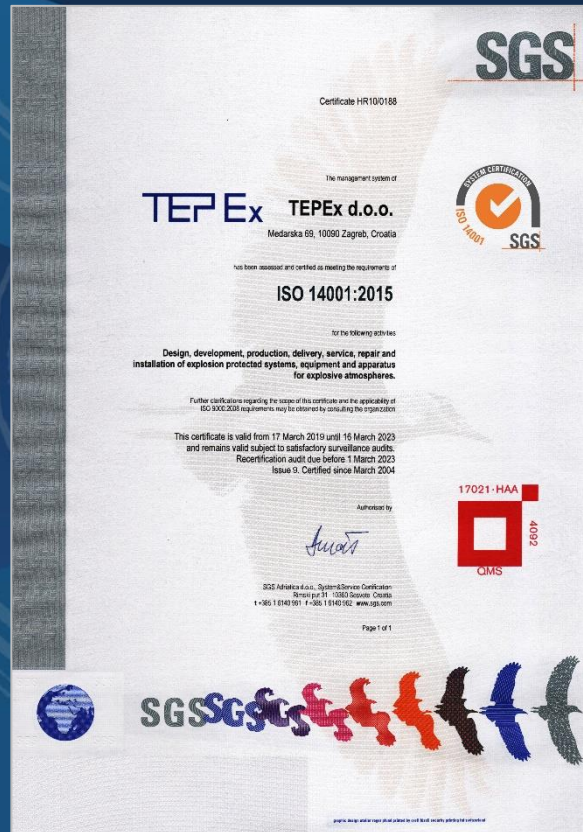 SGS
Certificate HR10/0188
The management system of
TEP Ex TEPEx d.o.o.
Medarska 69, 10090 Zagreb, Croatia
SYSTEM CERTIFICATION
ISO 14001
SGS
has been assessed and certified as meeting the requirements of
ISO 14001:2015
for the following activities
Design, development, production, delivery, service, repair and
installation of explosion protected systems, equipment and apparatus
for explosive atmospheres.
Further clarifications regarding the scope of this certificate and the applicability of
ISO 9000:2008 requirements may be obtained by consulting the organization
This certificate is valid from 17 March 2019 until 16 March 2023
and remains valid subject to satisfactory surveillance audits.
Recertification audit due before 1 March 2023
Issue 9. Certified since March 2004
17021-HAA
4092
QMS
Authorised by
SGS Adriatica d.o.o., System&Service Certification
10360 Sesvete Croatia
t +385 1 6140 961 f +385 1 6140 962 www.sgs.com
Page 1 of 1
SGSSGSSGS